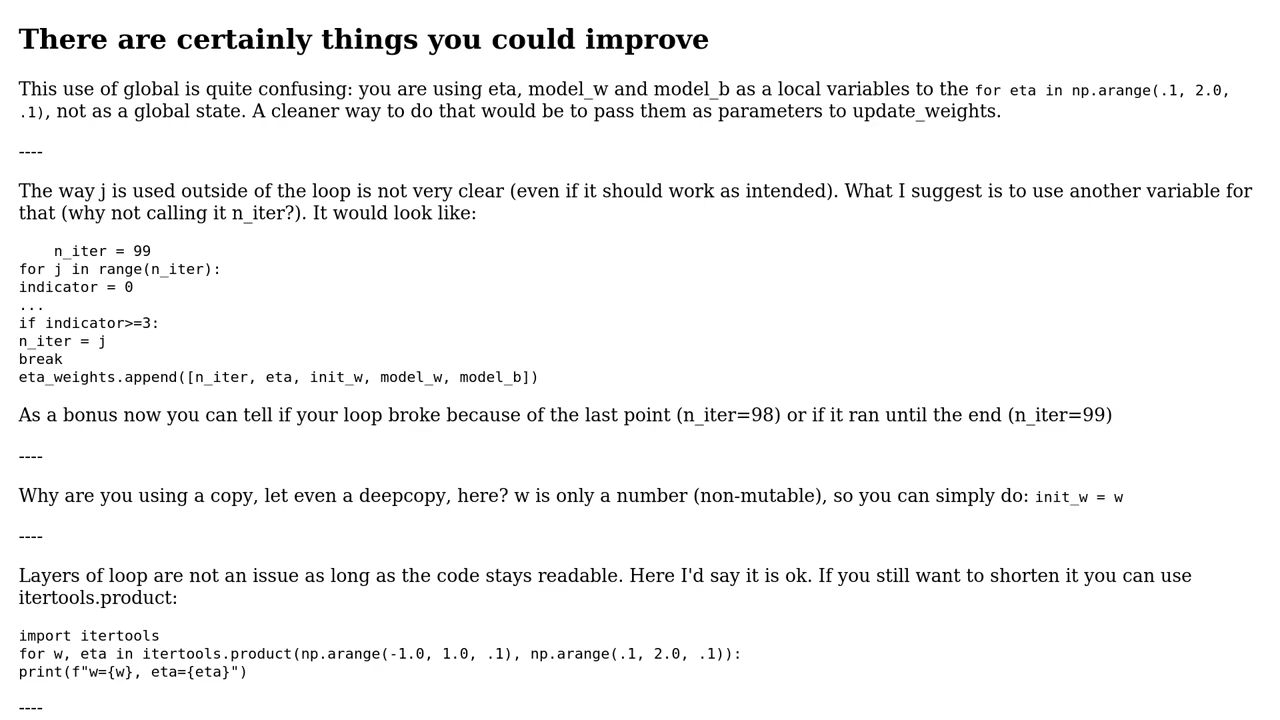 There are certainly things you could improve
This use of global is quite confusing: you are using eta, model_w and model_b as a local variables to the for eta in np.arange(.1, 2.0,
.1), not as a global state. A cleaner way to do that would be to pass them as parameters to update_weights.
----
The way j is used outside of the loop is not very clear (even if it should work as intended). What I suggest is to use another variable for
that (why not calling it n_iter?). It would look like:
    n_iter = 99
for j in range(n_iter):
indicator = 0
...
if indicator>=3:
n_iter = j
break
eta_weights.append([n_iter, eta, init_w, model_w, model_b])
As a bonus now you can tell if your loop broke because of the last point (n_iter=98) or if it ran until the end (n_iter=99)
----
Why are you using a copy, let even a deepcopy, here? w is only a number (non-mutable), so you can simply do: init_w = w
----
Layers of loop are not an issue as long as the code stays readable. Here I'd say it is ok. If you still want to shorten it you can use
itertools.product:
import itertools
for w, eta in itertools.product(np.arange(-1.0, 1.0, .1), np.arange(.1, 2.0, .1)):
print(f"w={w}, eta={eta}")
----